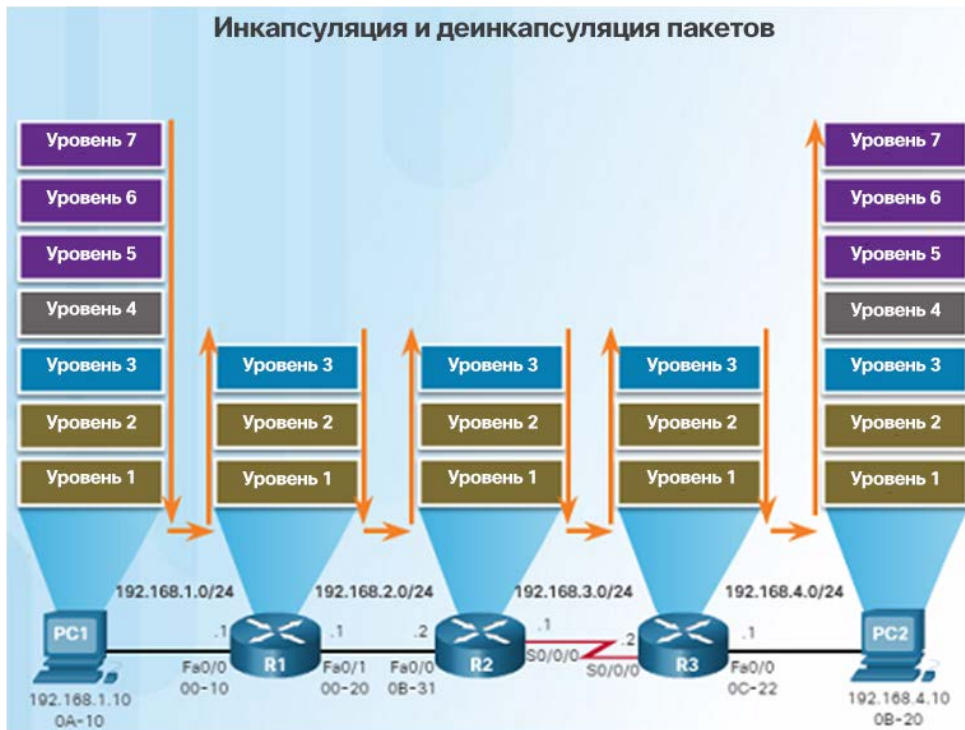 Инкапсуляция и деинкапсуляция пакетов
Уровень 7
Уровень 6
Уровень 5
Уровень 4
Уровень 3
Уровень 2
Уровень 1
Уровень 3
Уровень 2
Уровень 1
Уровень 3
Уровень 2
Уровень 1
Уровень 3
Уровень 2
Уровень 1
Уровень 7
Уровень 6
Уровень 5
Уровень 4
Уровень 3
Уровень 2
Уровень 1
192.168.1.0/24
192.168.2.0/24
192.168.3.0/24
192.168.4.0/24
PC1
192.168.1.10
0A-10
.1
Fa0/0
00-10
R1
.1
Fa0/1
00-20
.2
Fa0/0
0B-31
R2
.1
S0/0/0
.2
S0/0/0
R3
.1
Fa0/0
0C-22
PC2
192.168.4.10
0B-20